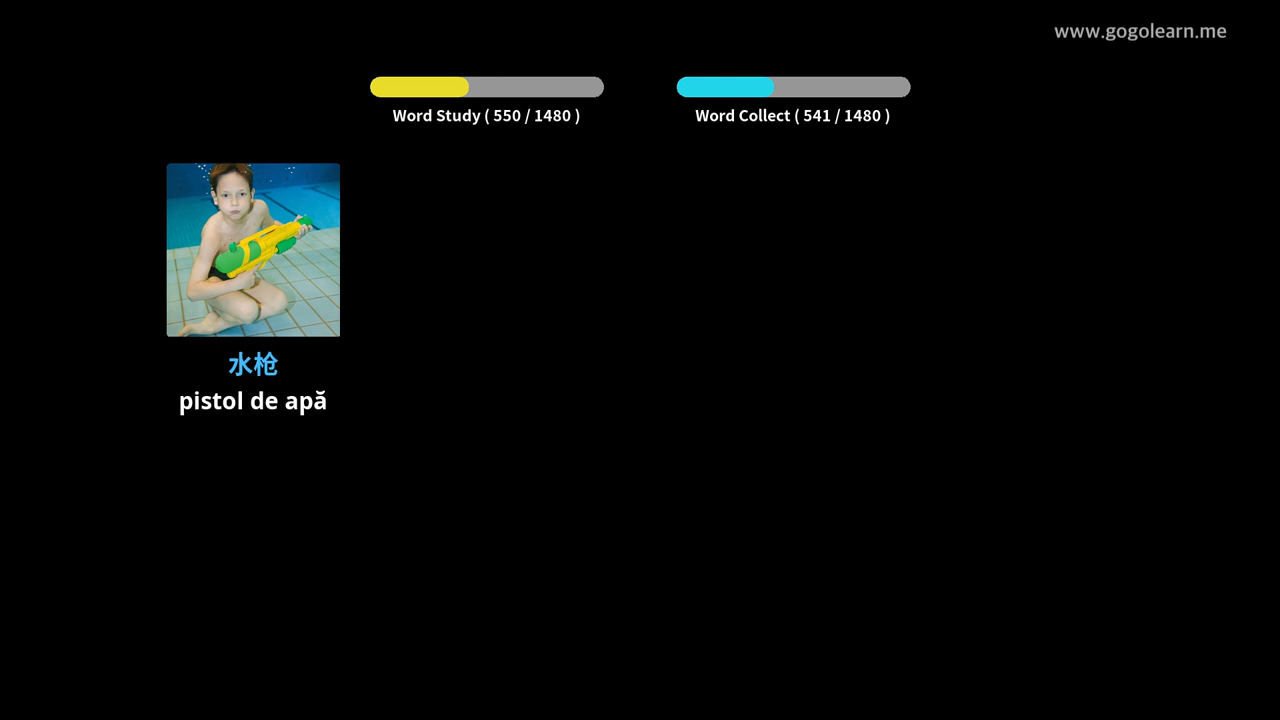 www.gogolearn.me
Word Study ( 550 / 1480 )
Word Collect ( 541 / 1480 )
水枪
pistol de apă